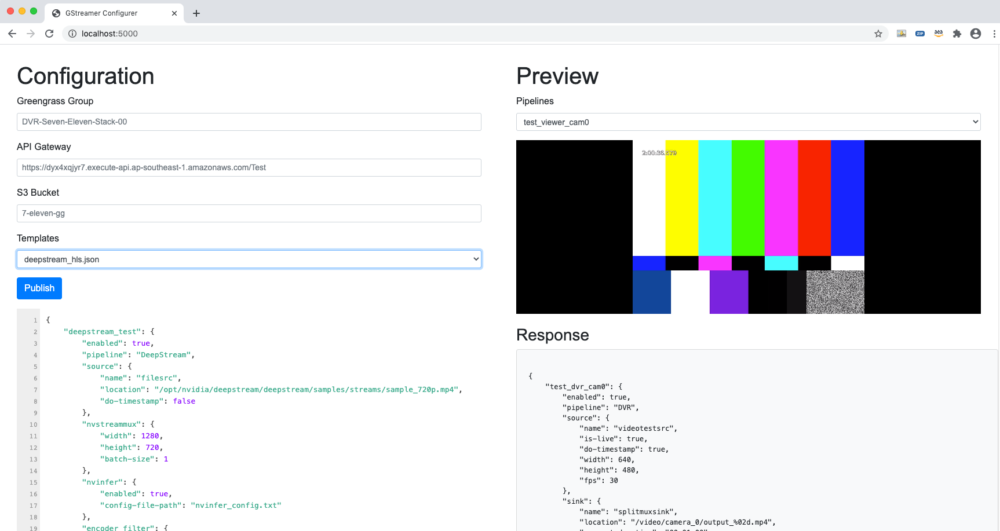 GStreamer Configurer
localhost:5000
ZIP
Configuration
Greengrass Group
DVR-Seven-Eleven-Stack-00
API Gateway
https://dyx4xqjyr7.execute-api.ap-southeast-1.amazonaws.com/Test
S3 Bucket
7-eleven-gg
Templates
deepstream_hls.json
Publish
1 {
2 "deepstream_test": {
3 "enabled": true,
4 "pipeline": "DeepStream",
5 "source": {
6 "name": "filesrc",
7 "location": "/opt/nvidia/deepstream/deepstream/samples/streams/sample_720p.mp4",
8 "do-timestamp": false
9 },
10 "nvstreammux": {
11 "width": 1280,
12 "height": 720,
13 "batch-size": 1
14 },
15 "nvinfer": {
16 "enabled": true,
17 "config-file-path": "nvinfer_config.txt"
18 },
19 "encoder_filter": {
Preview
Pipelines
test_viewer_cam0
2:00:36.579
Response
{
"test_dvr_cam0": {
"enabled": true,
"pipeline": "DVR",
"source": {
"name": "videotestsrc",
"is-live": true,
"do-timestamp": true,
"width": 640,
"height": 480,
"fps": 30
},
"sink": {
"name": "splitmuxsink",
"location": "/video/camera_0/output_%02d.mp4",